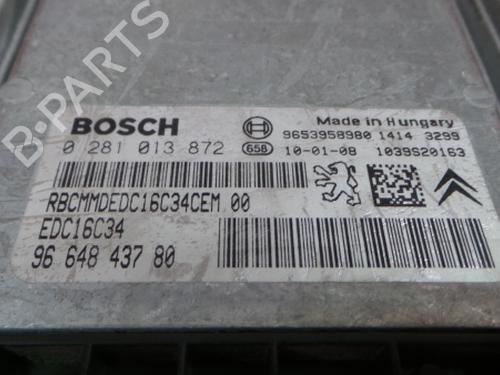 BOSCH
Made in Hungary
9653958980 1414 3299
0 281 013 872
658 10-01-08 1039S20163
RBCMMDEDC16C34CEM 00
EDC16C34
96 648 437 80